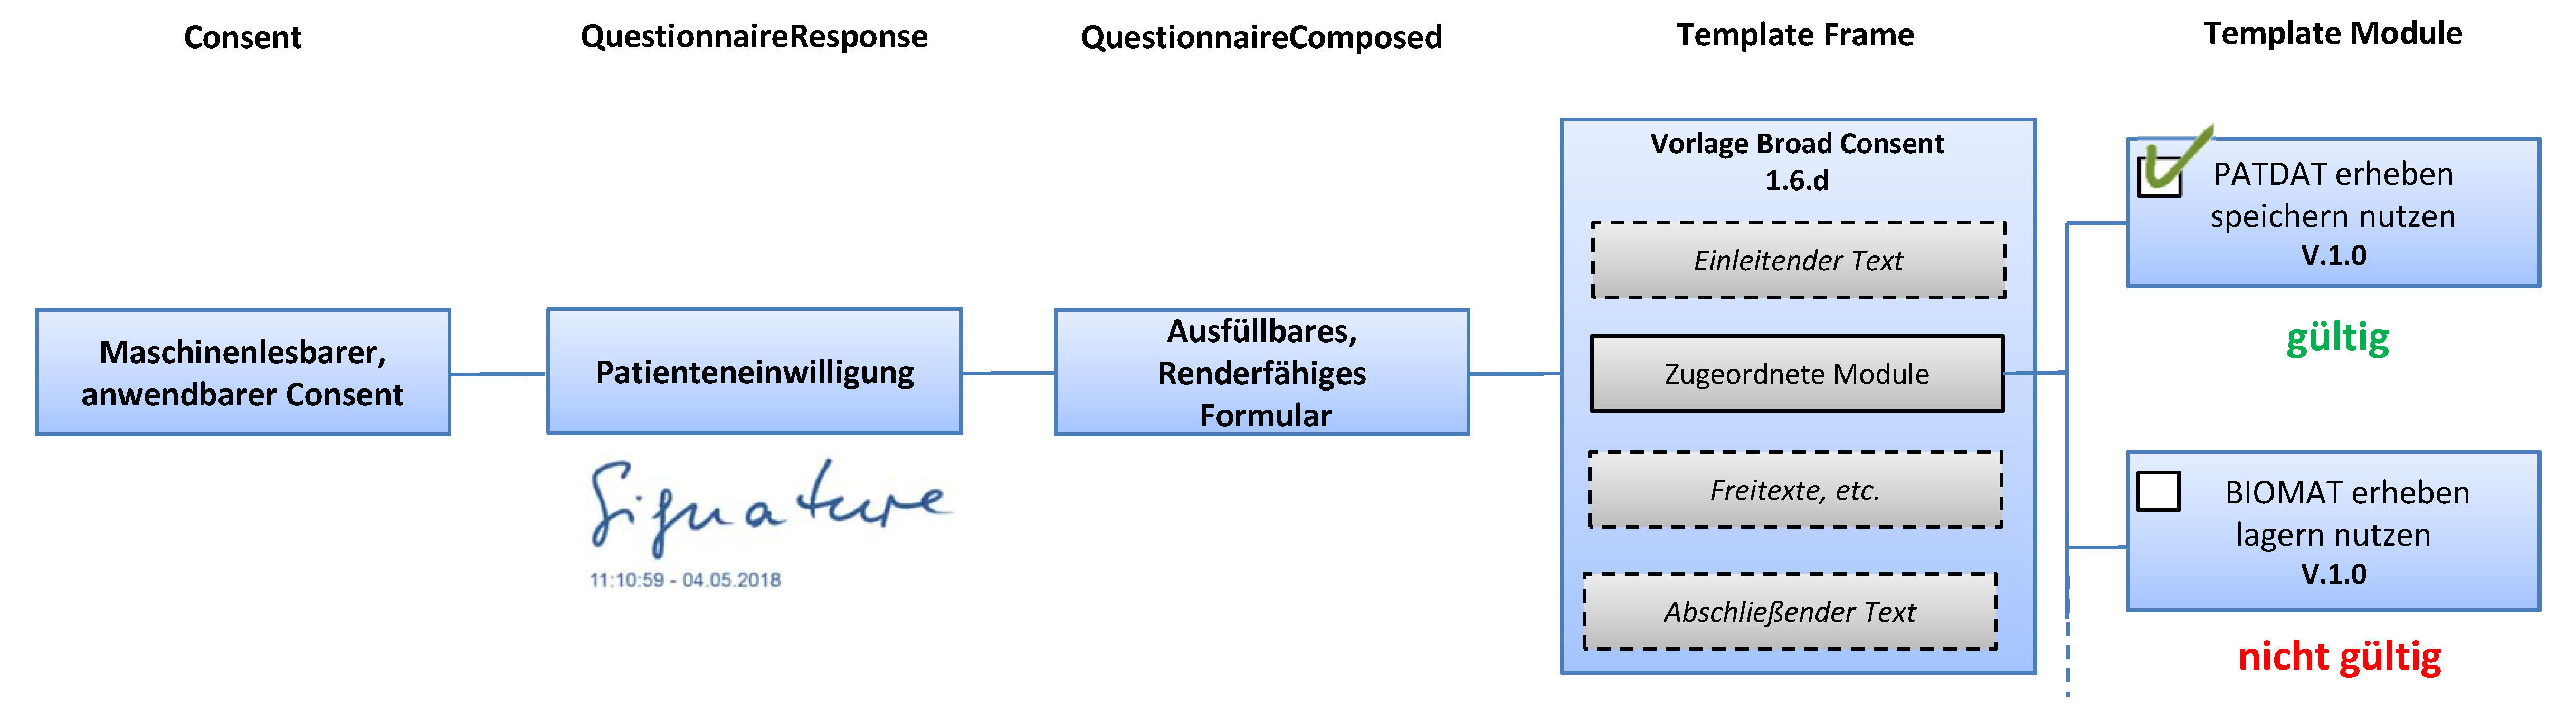 Consent
QuestionnaireResponse
QuestionnaireComposed
Template Frame
Template Module
Maschinenlesbarer,
anwendbarer Consent
Patienteneinwilligung
Signature
11:10:59 - 04.05.2018
Ausfüllbares,
Renderfähiges
Formular
Vorlage Broad Consent
1.6.d
Einleitender Text
Zugeordnete Module
Freitexte, etc.
Abschließender Text
PATDAT erheben
speichern nutzen
V.1.0
gültig
BIOMAT erheben
lagern nutzen
V.1.0
nicht gültig